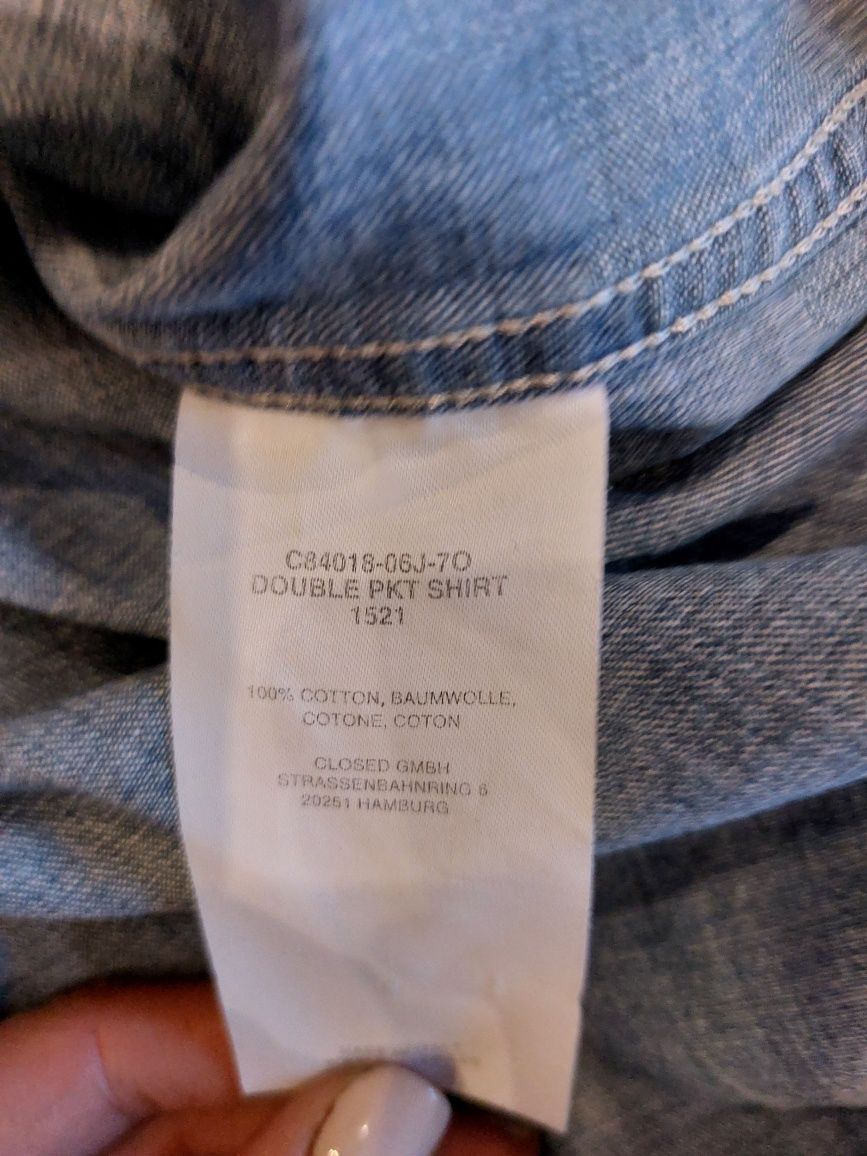 C84018-06J-7O
DOUBLE PKT SHIRT
1521
100% COTTON, BAUMWOLLE,
COTONE, COTON
CLOSED GMBH
STRASSENBAHNRING 6
20251 HAMBURG